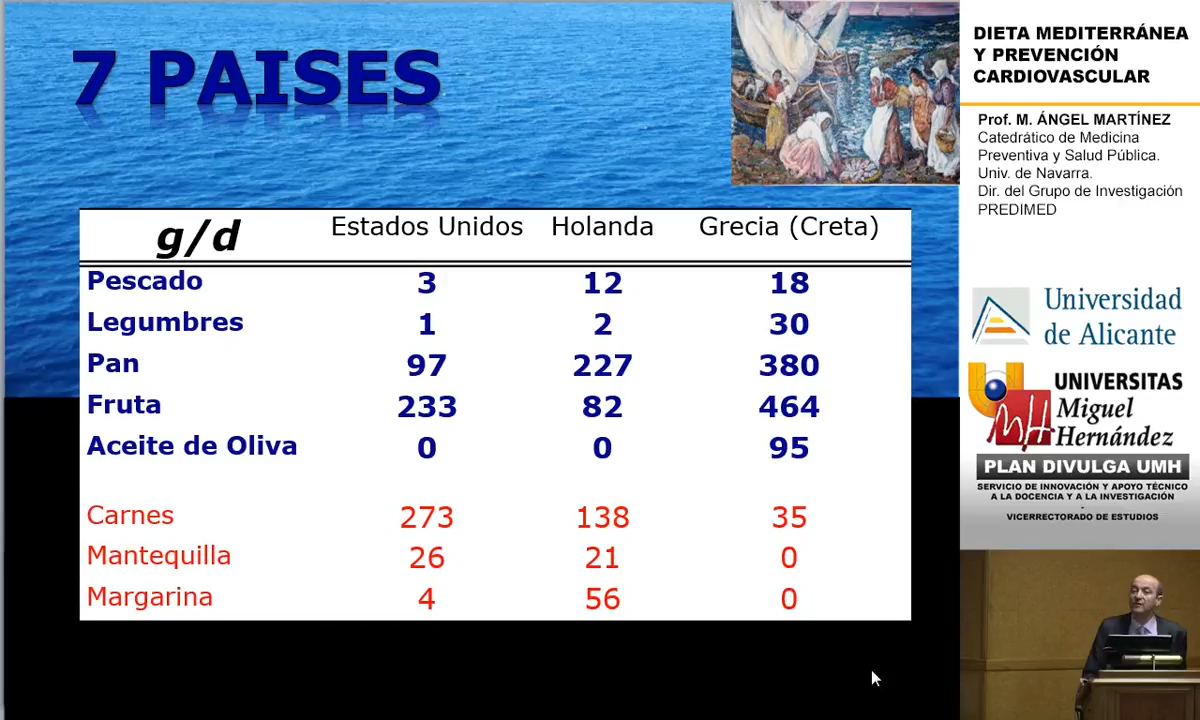 7 PAISES
g/d Estados Unidos Holanda Grecia (Creta)
Pescado 3 12 18
Legumbres 1 2 30
Pan 97 227 380
Fruta 233 82 464
Aceite de Oliva 0 0 95
Carnes 273 138 35
Mantequilla 26 21 0
Margarina 4 56 0
DIETA MEDITERRÁNEA
Y PREVENCIÓN
CARDIOVASCULAR
Prof. M. ÁNGEL MARTÍNEZ
Catedrático de Medicina
Preventiva y Salud Pública.
Univ. de Navarra.
Dir. del Grupo de Investigación
PREDIMED
Universidad
de Alicante
UNIVERSITAS
Miguel
Hernández
PLAN DIVULGA UMH
SERVICIO DE INNOVACIÓN Y APOYO TÉCNICO
A LA DOCENCIA Y A LA INVESTIGACIÓN
-
VICERRECTORADO DE ESTUDIOS